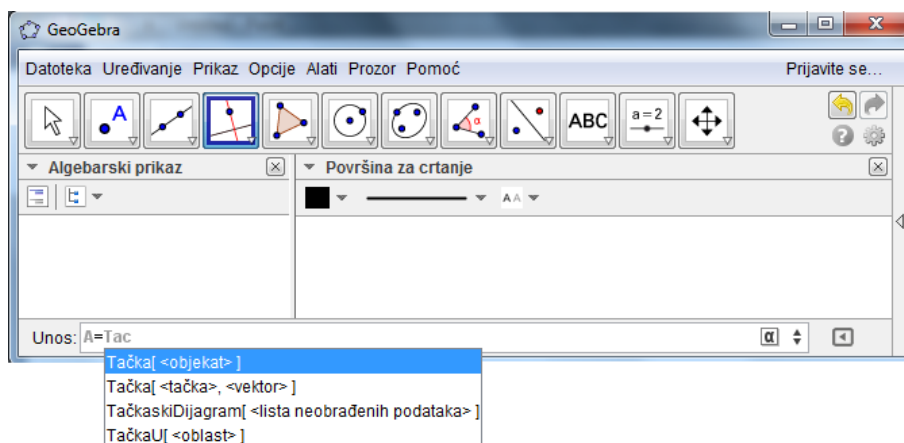 GeoGebra
Datoteka Uređivanje Prikaz Opcije Alati Prozor Pomoć Prijavite se...
A ABC a=2
α
Algebarski prikaz Površina za crtanje
AA
Unos: A=Tac α
Tačka[ <objekat> ]
Tačka[ <tačka>, <vektor> ]
TačkaskiDijagram[ <lista neobrađenih podataka> ]
TačkaU[ <oblast> ]